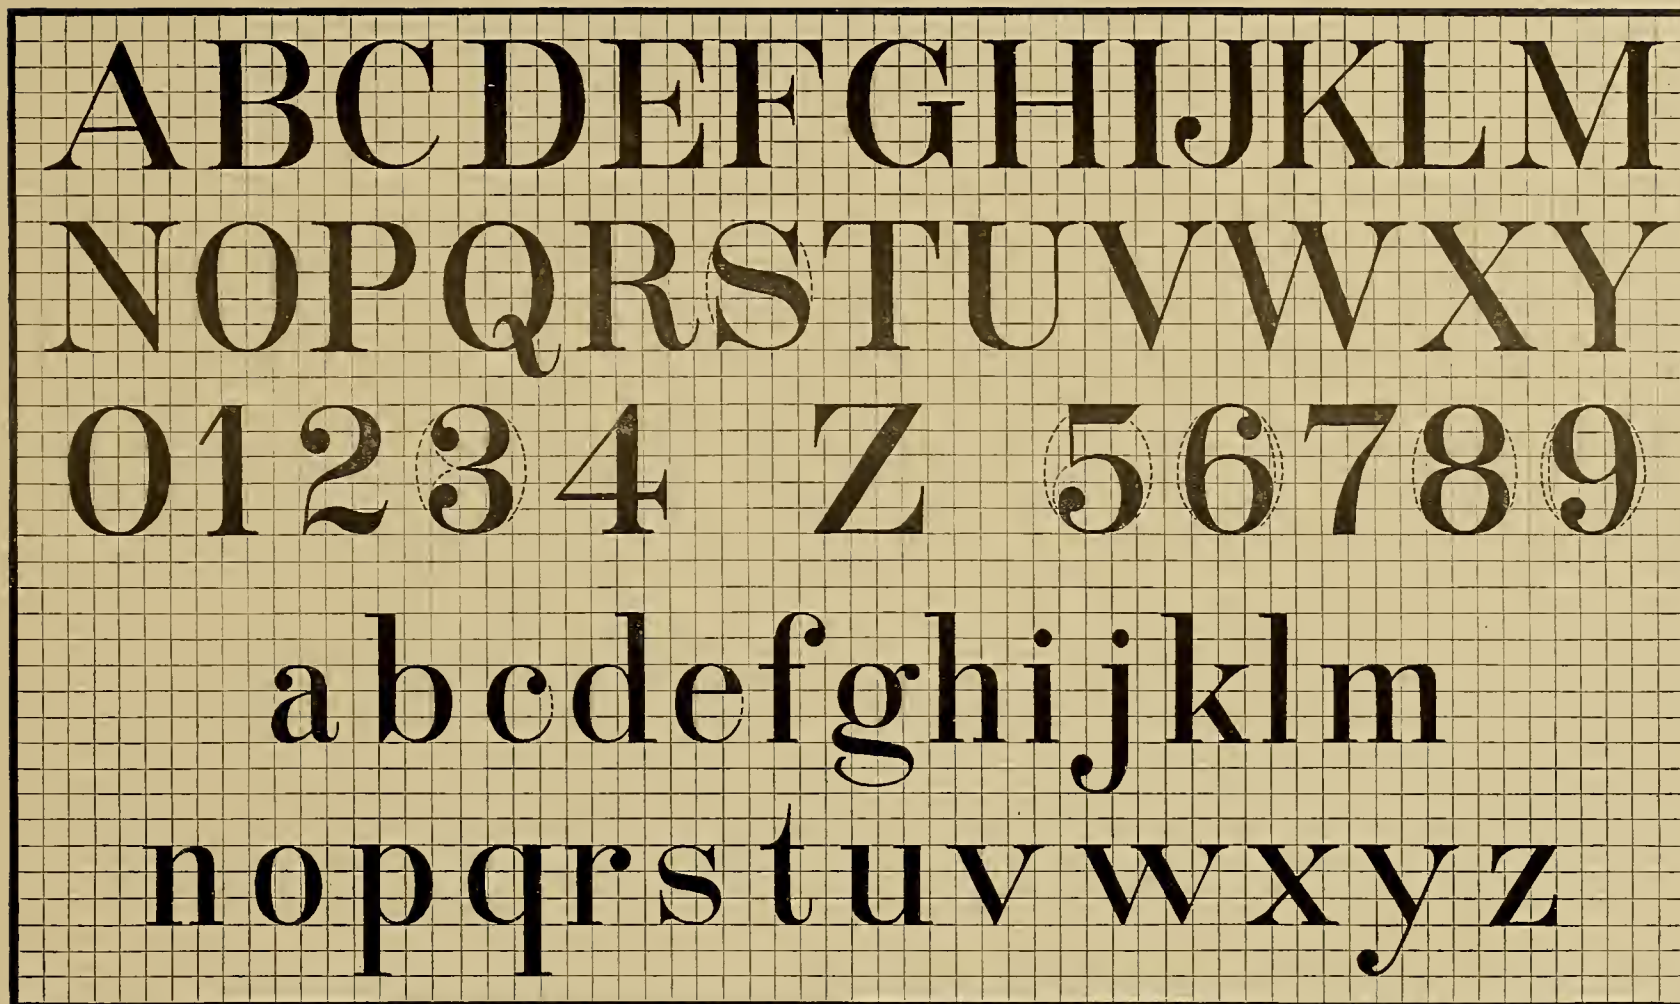 ABCDEFGHIJKLM
NOPQRSTUVWXY
01234 Z 56789
abcdefghijklm
nopqrstuvwxyz